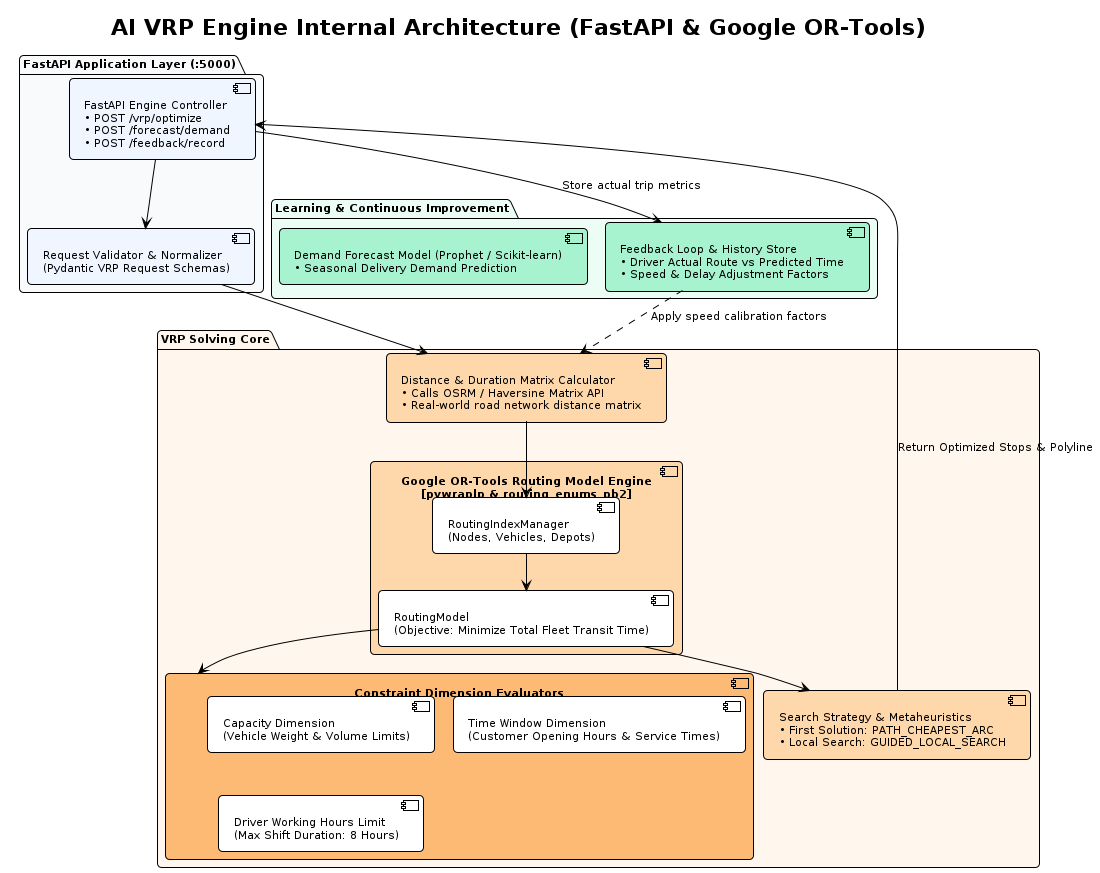 AI VRP Engine Internal Architecture (FastAPI & Google OR-Tools)
FastAPI Application Layer (:5000)
FastAPI Engine Controller
• POST /vrp/optimize
• POST /forecast/demand
• POST /feedback/record
Store actual trip metrics
Learning & Continuous Improvement
Request Validator & Normalizer
(Pydantic VRP Request Schemas)
Demand Forecast Model (Prophet / Scikit-learn)
• Seasonal Delivery Demand Prediction
Feedback Loop & History Store
• Driver Actual Route vs Predicted Time
• Speed & Delay Adjustment Factors
Apply speed calibration factors
VRP Solving Core
Distance & Duration Matrix Calculator
• Calls OSRM / Haversine Matrix API
• Real-world road network distance matrix
Return Optimized Stops & Polyline
Google OR-Tools Routing Model Engine
[pywrapln & routing_enums_pb2]
RoutingIndexManager
(Nodes, Vehicles, Depots)
RoutingModel
(Objective: Minimize Total Fleet Transit Time)
Constraint Dimension Evaluators
Capacity Dimension
(Vehicle Weight & Volume Limits)
Time Window Dimension
(Customer Opening Hours & Service Times)
Search Strategy & Metaheuristics
• First Solution: PATH_CHEAPEST_ARC
• Local Search: GUIDED_LOCAL_SEARCH
Driver Working Hours Limit
(Max Shift Duration: 8 Hours)